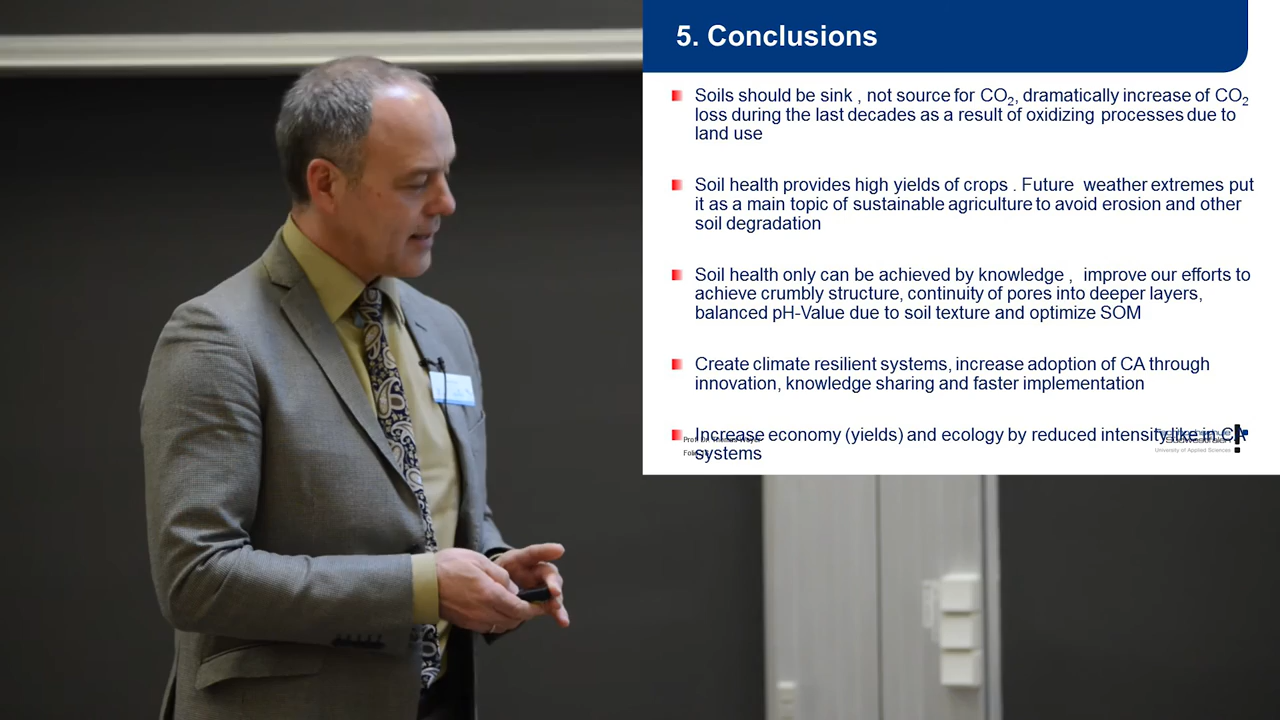 5. Conclusions
Soils should be sink , not source for CO₂, dramatically increase of CO₂
loss during the last decades as a result of oxidizing processes due to
land use
Soil health provides high yields of crops . Future weather extremes put
it as a main topic of sustainable agriculture to avoid erosion and other
soil degradation
Soil health only can be achieved by knowledge , improve our efforts to
achieve crumbly structure, continuity of pores into deeper layers,
balanced pH-Value due to soil texture and optimize SOM
Create climate resilient systems, increase adoption of CA through
innovation, knowledge sharing and faster implementation
Increase economy (yields) and ecology by reduced intensity like in CA
systems
Prof. Dr.
University of Applied Sciences